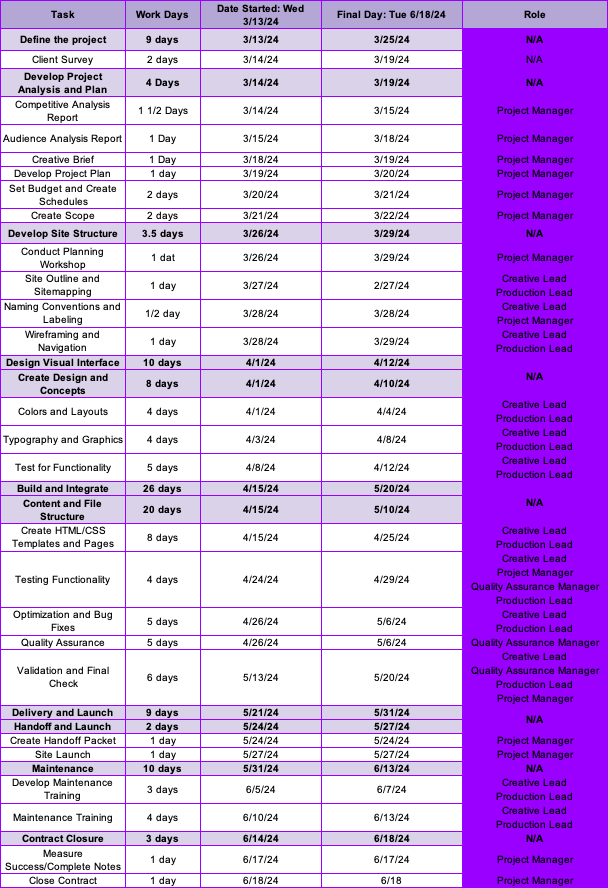 Task Work Days Date Started: Wed 3/13/24 Final Day: Tue 6/18/24 Role
Define the project 9 days 3/13/24 3/25/24 N/A
Client Survey 2 days 3/14/24 3/19/24 N/A
Develop Project Analysis and Plan 4 Days 3/14/24 3/19/24 N/A
Competitive Analysis Report 1 1/2 Days 3/14/24 3/15/24 Project Manager
Audience Analysis Report 1 Day 3/15/24 3/18/24 Project Manager
Creative Brief 1 Day 3/18/24 3/19/24 Project Manager
Develop Project Plan 1 day 3/19/24 3/20/24 Project Manager
Set Budget and Create Schedules 2 days 3/20/24 3/21/24 Project Manager
Create Scope 2 days 3/21/24 3/22/24 Project Manager
Develop Site Structure 3.5 days 3/26/24 3/29/24 N/A
Conduct Planning Workshop 1 dat 3/26/24 3/29/24 Project Manager
Site Outline and Sitemapping 1 day 3/27/24 2/27/24 Creative Lead Production Lead
Naming Conventions and Labeling 1/2 day 3/28/24 3/28/24 Creative Lead Project Manager
Wireframing and Navigation 1 day 3/28/24 3/29/24 Creative Lead Production Lead
Design Visual Interface 10 days 4/1/24 4/12/24 N/A
Create Design and Concepts 8 days 4/1/24 4/10/24
Colors and Layouts 4 days 4/1/24 4/4/24 Creative Lead Production Lead
Typography and Graphics 4 days 4/3/24 4/8/24 Creative Lead Production Lead
Test for Functionality 5 days 4/8/24 4/12/24 Creative Lead Production Lead
Build and Integrate 26 days 4/15/24 5/20/24 N/A
Content and File Structure 20 days 4/15/24 5/10/24
Create HTML/CSS Templates and Pages 8 days 4/15/24 4/25/24 Creative Lead Production Lead
Testing Functionality 4 days 4/24/24 4/29/24 Creative Lead Project Manager Quality Assurance Manager Production Lead
Optimization and Bug Fixes 5 days 4/26/24 5/6/24 Creative Lead Production Lead
Quality Assurance 5 days 4/26/24 5/6/24 Quality Assurance Manager
Validation and Final Check 6 days 5/13/24 5/20/24 Creative Lead Quality Assurance Manager Production Lead Project Manager
Delivery and Launch 9 days 5/21/24 5/31/24 N/A
Handoff and Launch 2 days 5/24/24 5/27/24
Create Handoff Packet 1 day 5/24/24 5/24/24 Project Manager
Site Launch 1 day 5/27/24 5/27/24 Project Manager
Maintenance 10 days 5/31/24 6/13/24 N/A
Develop Maintenance Training 3 days 6/5/24 6/7/24 Creative Lead Production Lead
Maintenance Training 4 days 6/10/24 6/13/24 Creative Lead Production Lead
Contract Closure 3 days 6/14/24 6/18/24 N/A
Measure Success/Complete Notes 1 day 6/17/24 6/17/24 Project Manager
Close Contract 1 day 6/18/24 6/18 Project Manager